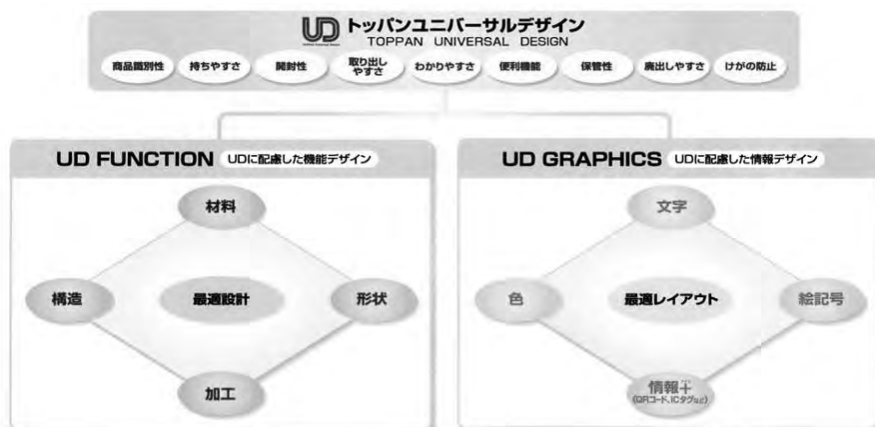 UD トッパンユニバーサルデザイン
TOPPAN UNIVERSAL DESIGN
商品識別性 持ちやすさ 開封性 取り出しやすさ わかりやすさ 便利機能 保管性 廃出しやすさ けがの防止
UD FUNCTION UDに配慮した機能デザイン
材料
構造 最適設計 形状
加工
UD GRAPHICS UDに配慮した情報デザイン
文字
色 最適レイアウト 絵記号
情報+
(QRコード、ICタグなど)